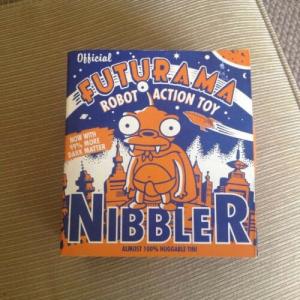 Official
FUTURAMA
ROBOT ACTION TOY
NOW WITH
99% MORE
DARK MATTER
NIBBLER
ALMOST 100% HUGGABLE TIN!